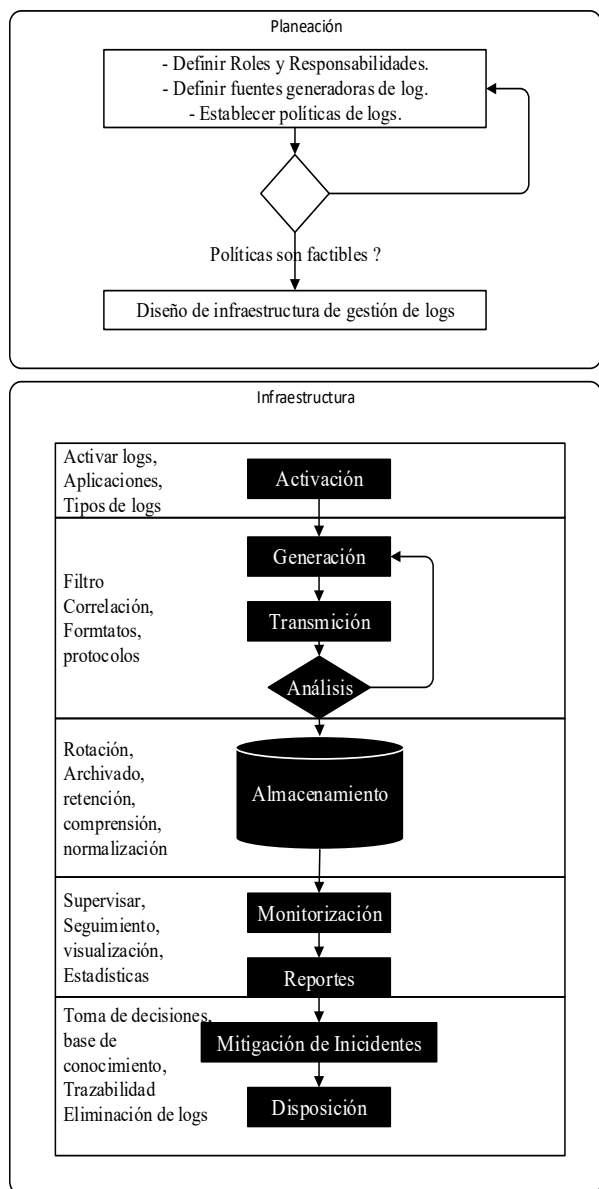 Planeación
- Definir Roles y Responsabilidades.
- Definir fuentes generadoras de log.
- Establecer políticas de logs.
Políticas son factibles ?
Diseño de infraestructura de gestión de logs
Infraestructura
Activar logs,
Aplicaciones,
Tipos de logs
Activación
Filtro
Correlación,
Formtatos,
protocolos
Generación
Transmición
Análisis
Rotación,
Archivado,
retención,
comprensión,
normalización
Almacenamiento
Supervisar,
Seguimiento,
visualización,
Estadísticas
Monitorización
Reportes
Toma de decisiones,
base de
conocimiento,
Trazabilidad
Eliminación de logs
Mitigación de Inicidentes
Disposición